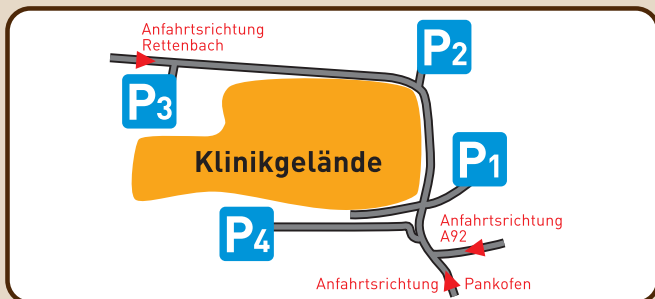 Anfahrtsrichtung
Rettenbach
P2
P3
Klinikgelände
P1
P4
Anfahrtsrichtung
A92
Anfahrtsrichtung Pankofen